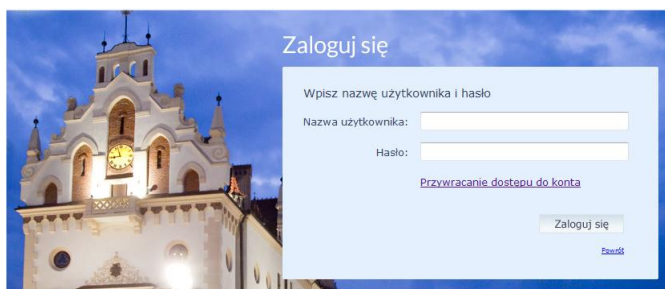 Zaloguj się
Wpisz nazwę użytkownika i hasło
Nazwa użytkownika:
Hasło:
Przywracanie dostępu do konta
Zaloguj się
Powrót